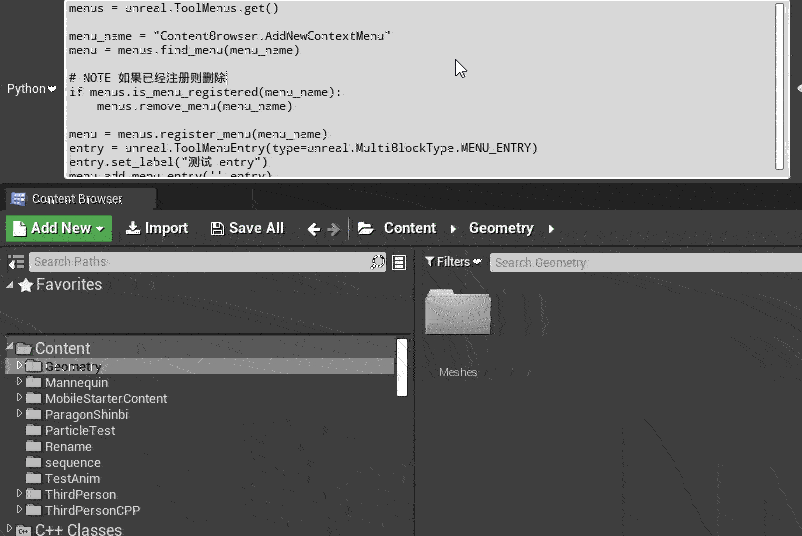 menus = unreal.ToolMenus.get()
menu_name = "ContentBrowser.AddNewContextMenu"
menu = menus.find_menu(menu_name)
# NOTE 如果已经注册则删除
if menus.is_menu_registered(menu_name):
menus.remove_menu(menu_name)
Python
menu = menus.register_menu(menu_name)
entry = unreal.ToolMenuEntry(type=unreal.MultiBlockType.MENU_ENTRY)
entry.set_label("测试 entry")
menu.add_menu_entry('',entry)
Content Browser
Add New Import Save All Content Geometry
Search Paths Filters Search Geometry
Favorites
Content
Geometry
Mannequin
MobileStarterContent
ParagonShinbi
ParticleTest
Rename
sequence
TestAnim
ThirdPerson
ThirdPersonCPP
C++ Classes
Meshes